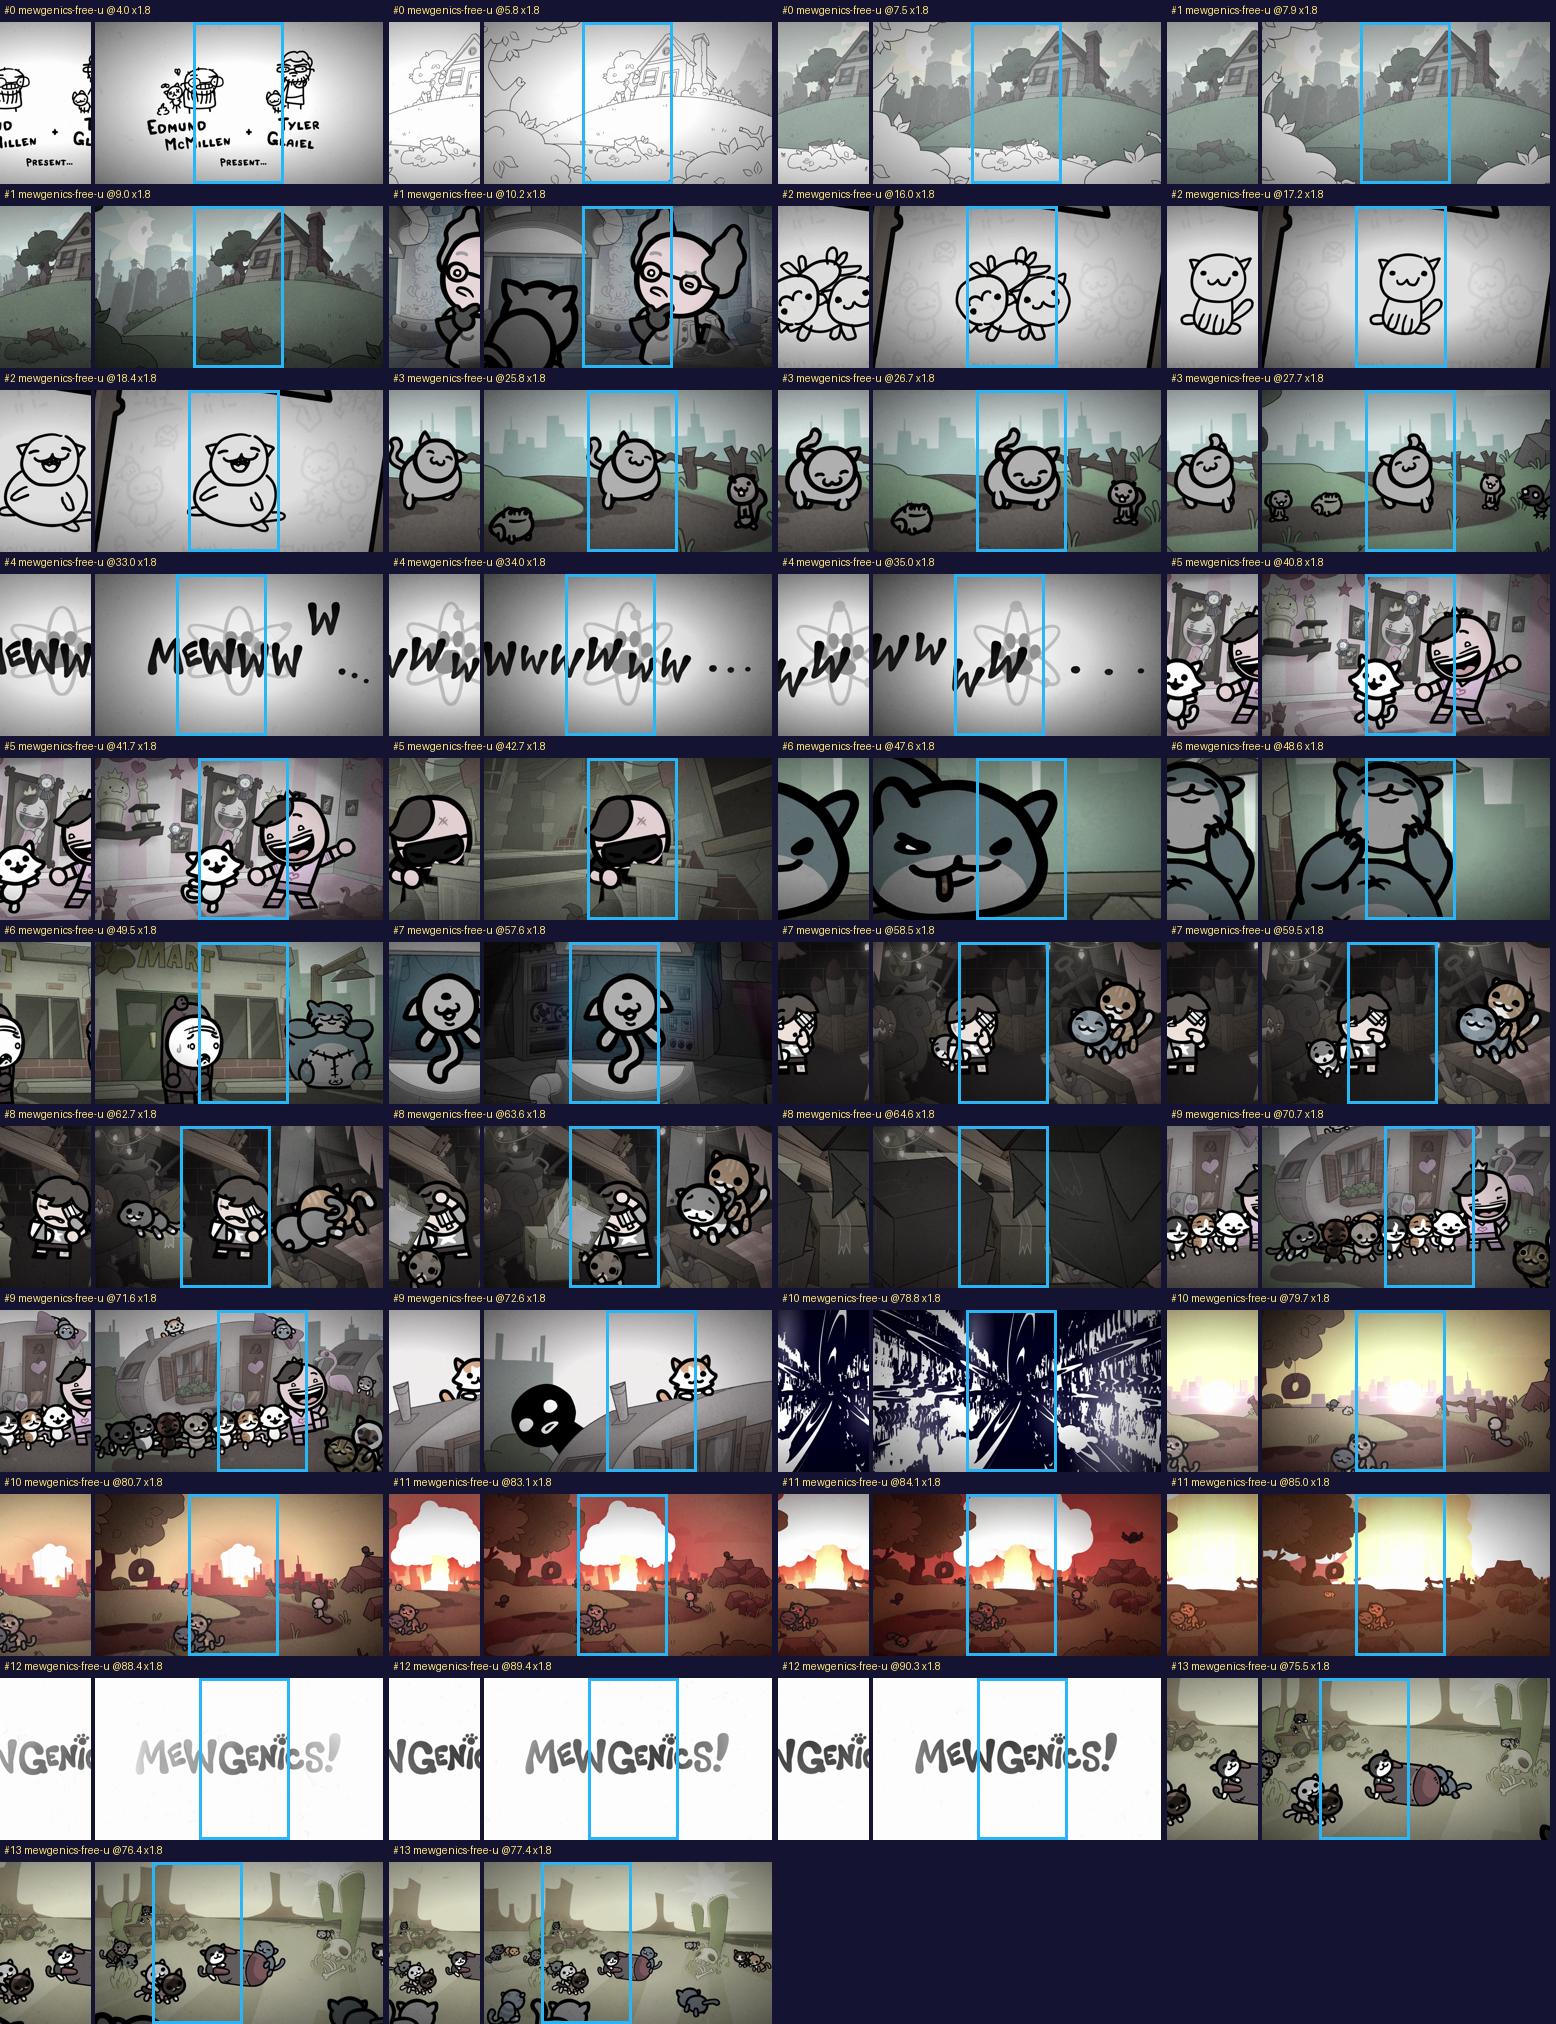 #0 mewgenics-free-u @4.0 x1.8
#0 mewgenics-free-u @5.8 x1.8
#0 mewgenics-free-u @7.5 x1.8
#1 mewgenics-free-u @7.9 x1.8
ND
MILLEN
+
T
GL
PRESENT...
EDMUND
MCMILLEN
+
TYLER
GLAIEL
PRESENT...
#1 mewgenics-free-u @9.0 x1.8
#1 mewgenics-free-u @10.2 x1.8
#2 mewgenics-free-u @16.0 x1.8
#2 mewgenics-free-u @17.2 x1.8
#2 mewgenics-free-u @18.4 x1.8
#3 mewgenics-free-u @25.8 x1.8
#3 mewgenics-free-u @26.7 x1.8
#3 mewgenics-free-u @27.7 x1.8
#4 mewgenics-free-u @33.0 x1.8
#4 mewgenics-free-u @34.0 x1.8
#4 mewgenics-free-u @35.0 x1.8
#5 mewgenics-free-u @40.8 x1.8
MEWWWW...
WWWWWWW...
WWWW...
#5 mewgenics-free-u @41.7 x1.8
#5 mewgenics-free-u @42.7 x1.8
#6 mewgenics-free-u @47.6 x1.8
#6 mewgenics-free-u @48.6 x1.8
#6 mewgenics-free-u @49.5 x1.8
#7 mewgenics-free-u @57.6 x1.8
#7 mewgenics-free-u @58.5 x1.8
#7 mewgenics-free-u @59.5 x1.8
MART
#8 mewgenics-free-u @62.7 x1.8
#8 mewgenics-free-u @63.6 x1.8
#8 mewgenics-free-u @64.6 x1.8
#9 mewgenics-free-u @70.7 x1.8
#9 mewgenics-free-u @71.6 x1.8
#9 mewgenics-free-u @72.6 x1.8
#10 mewgenics-free-u @78.8 x1.8
#10 mewgenics-free-u @79.7 x1.8
#10 mewgenics-free-u @80.7 x1.8
#11 mewgenics-free-u @83.1 x1.8
#11 mewgenics-free-u @84.1 x1.8
#11 mewgenics-free-u @85.0 x1.8
#12 mewgenics-free-u @88.4 x1.8
#12 mewgenics-free-u @89.4 x1.8
#12 mewgenics-free-u @90.3 x1.8
#13 mewgenics-free-u @75.5 x1.8
WGENIC
MEWGENICS!
WGENIC
MEWGENICS!
WGENIC
MEWGENICS!
#13 mewgenics-free-u @76.4 x1.8
#13 mewgenics-free-u @77.4 x1.8